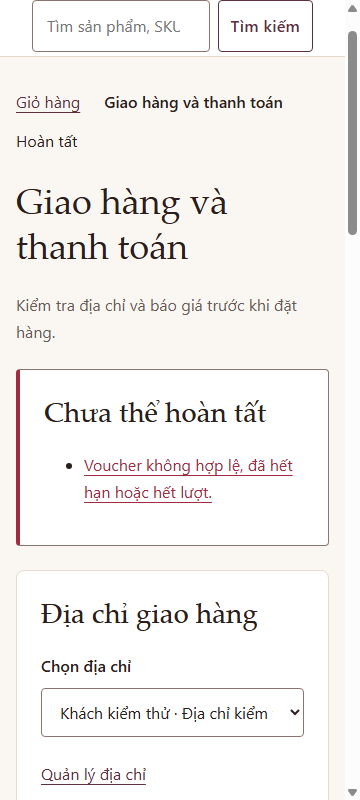 Tìm sản phẩm, SKU
Tìm kiếm
Giỏ hàng
Giao hàng và thanh toán
Hoàn tất
Giao hàng và
thanh toán
Kiểm tra địa chỉ và báo giá trước khi đặt
hàng.
Chưa thể hoàn tất
Voucher không hợp lệ, đã hết
hạn hoặc hết lượt.
Địa chỉ giao hàng
Chọn địa chỉ
Khách kiểm thử · Địa chỉ kiểm
Quản lý địa chỉ